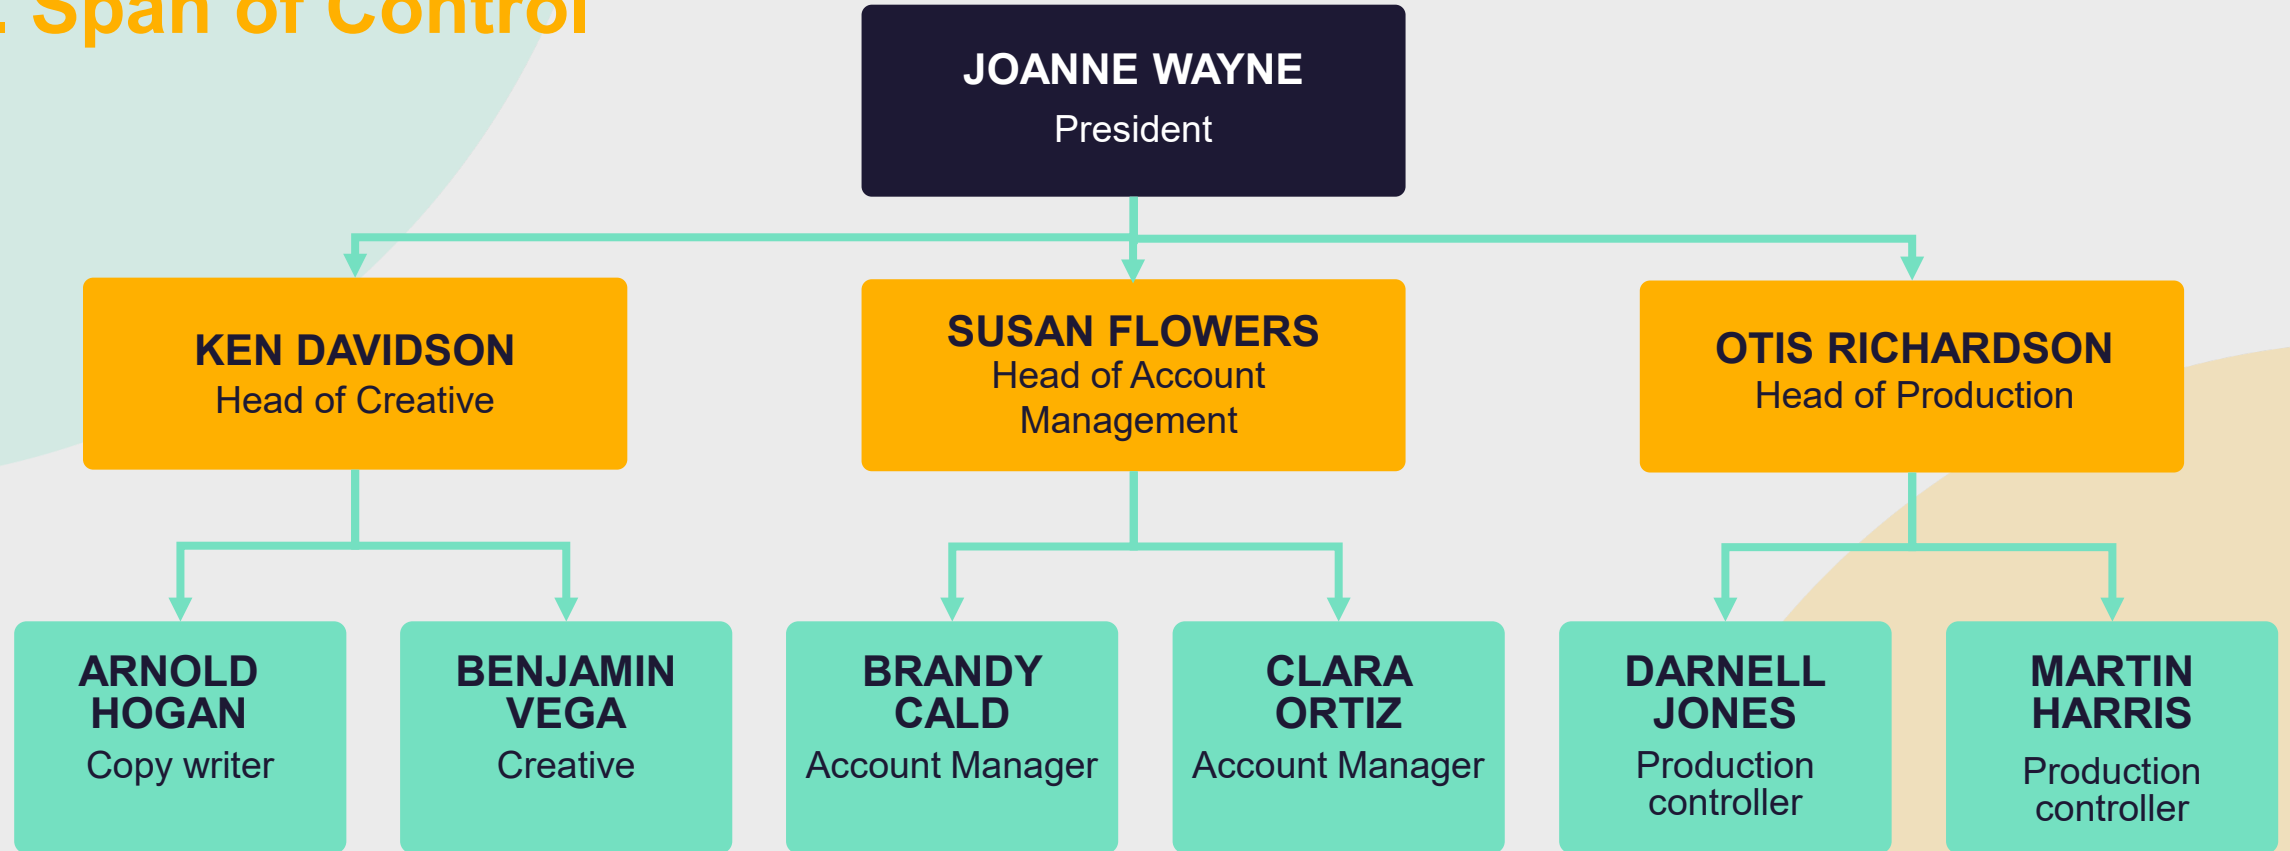 . Span of Control
JOANNE WAYNE
President
KEN DAVIDSON
Head of Creative
SUSAN FLOWERS
Head of Account
Management
OTIS RICHARDSON
Head of Production
ARNOLD
HOGAN
Copy writer
BENJAMIN
VEGA
Creative
BRANDY
CALD
Account Manager
CLARA
ORTIZ
Account Manager
DARNELL
JONES
Production
controller
MARTIN
HARRIS
Production
controller